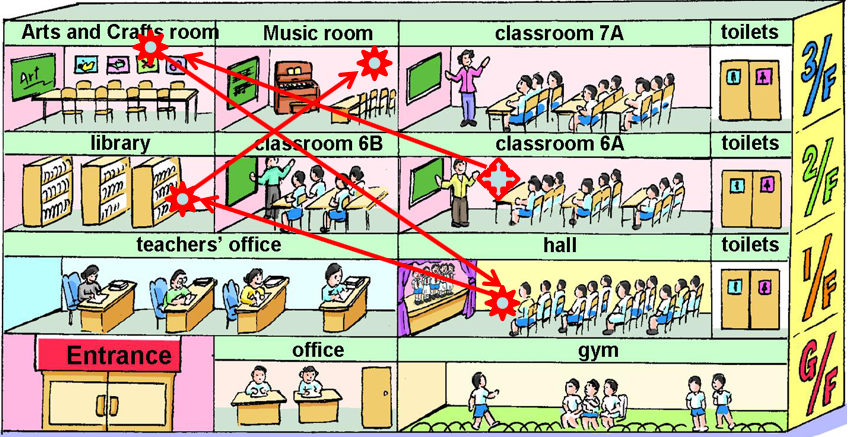 Arts and Crafts room Music room classroom 7A toilets
3/F
Art
library classroom 6B classroom 6A toilets
2/F
teachers' office hall toilets
1/F
Entrance office gym
G/F